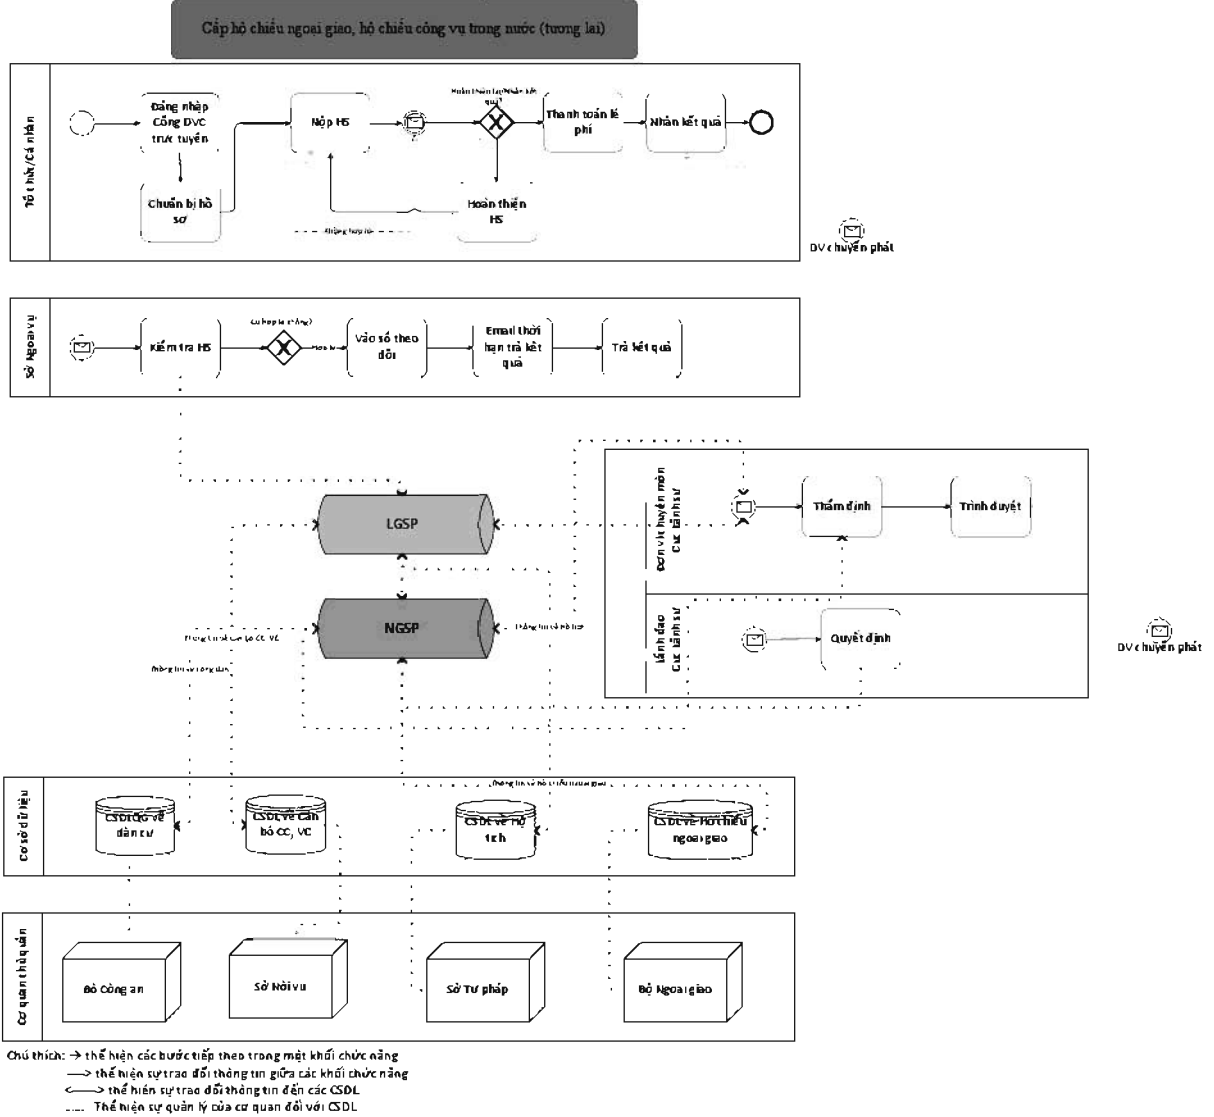 Cấp hộ chiếu ngoại giao, hộ chiếu công vụ trong nước (tương lai)
Tổ chức/Cá nhân
Đăng nhập
Cổng DVC
trực tuyến
Chuẩn bị hồ
sơ
Nộp HS
Hoàn thiện
HS
Thanh toán lệ
phí
Nhận kết quả
DV chuyển phát
Sở Ngoại vụ
Kiểm tra HS
Hợp lệ
Vào sổ theo
dõi
Email thời
hạn trả kết
quả
Trả kết quả
LGSP
NGSP
Đơn vị chuyên môn
Cục Lãnh sự
Thẩm định
Trình duyệt
Lãnh đạo
Cục Lãnh sự
Quyết định
DV chuyển phát
Cơ sở dữ liệu
CSDLQG về
dân cư
CSDL về Cán
bộ CC, VC
CSDL về Hộ
tịch
CSDL về Hộ chiếu
ngoại giao
Cơ quan chủ quản
Bộ Công an
Sở Nội vụ
Sở Tư pháp
Bộ Ngoại giao
Chú thích: → thể hiện các bước tiếp theo trong một khối chức năng
thể hiện sự trao đổi thông tin giữa các khối chức năng
thể hiện sự trao đổi thông tin đến các CSDL
Thể hiện sự quản lý của cơ quan đối với CSDL